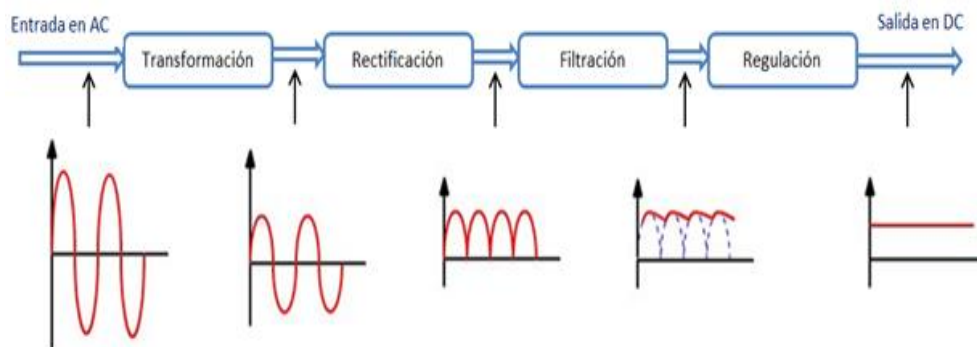 Entrada en AC
Transformación
Rectificación
Filtración
Regulación
Salida en DC